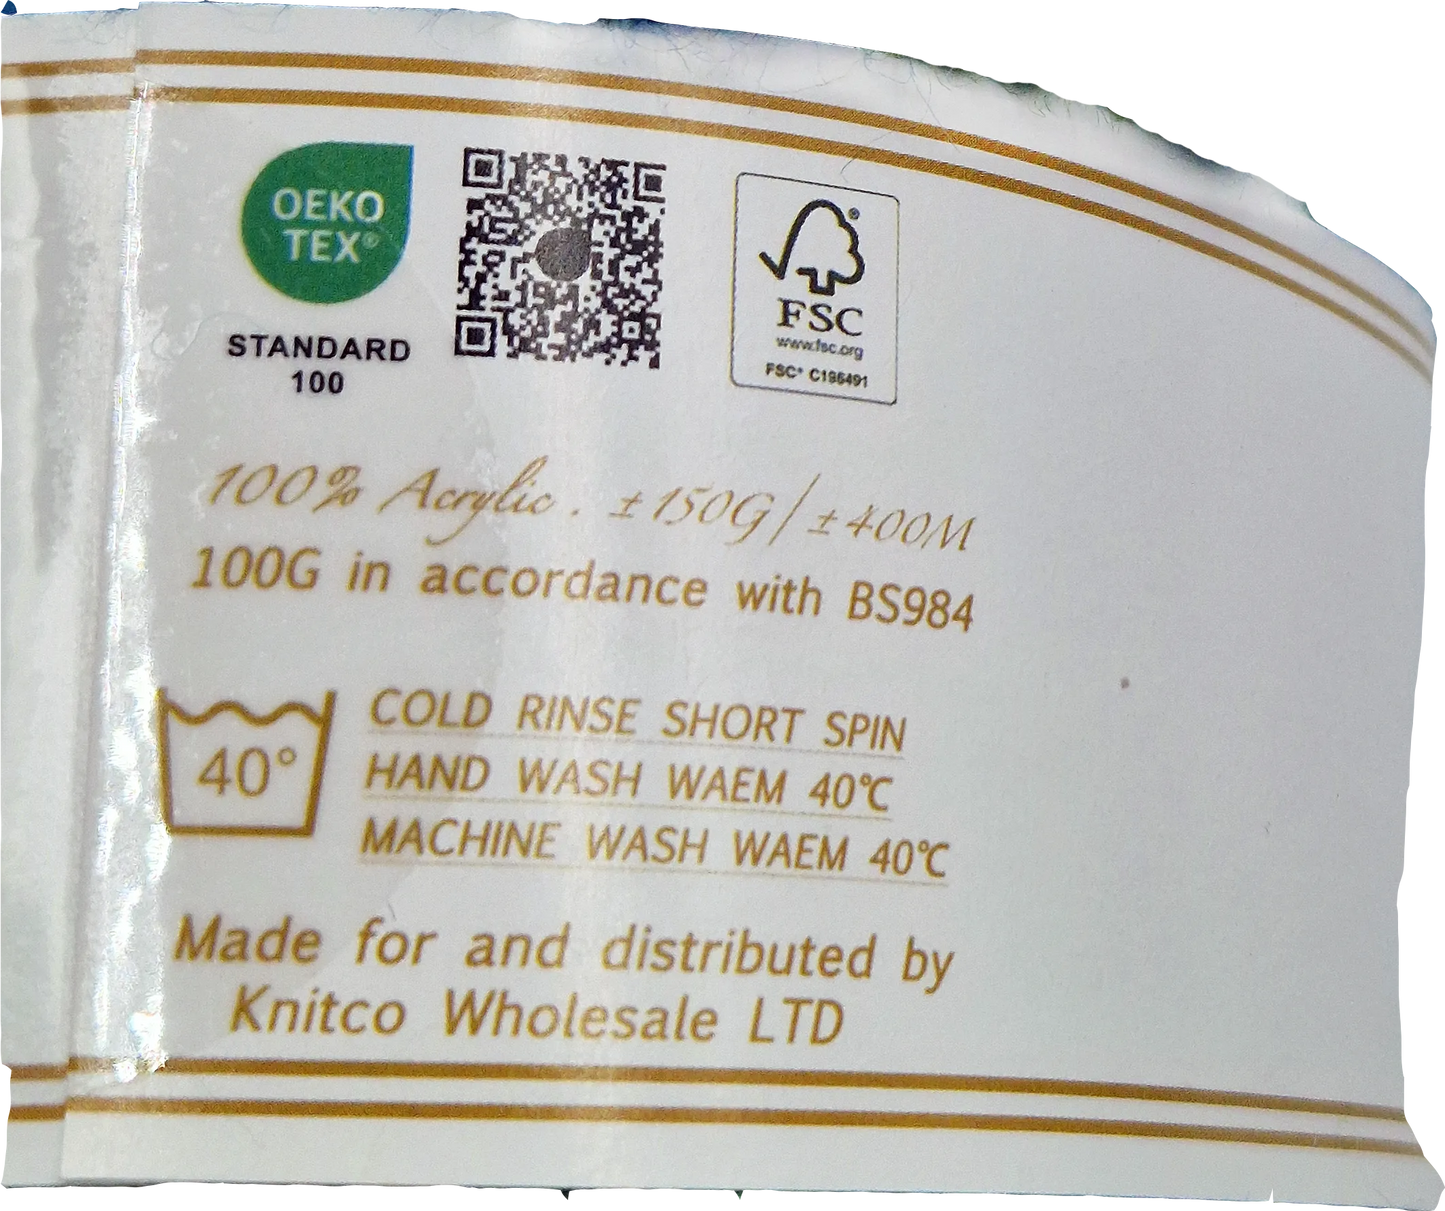 OEKO
TEX®
STANDARD
100
FSC
www.fsc.org
FSC® C196491
100% Acrylic . ±150G/±400M
100G in accordance with BS984
40°
COLD RINSE SHORT SPIN
HAND WASH WAEM 40℃
MACHINE WASH WAEM 40℃
Made for and distributed by
Knitco Wholesale LTD